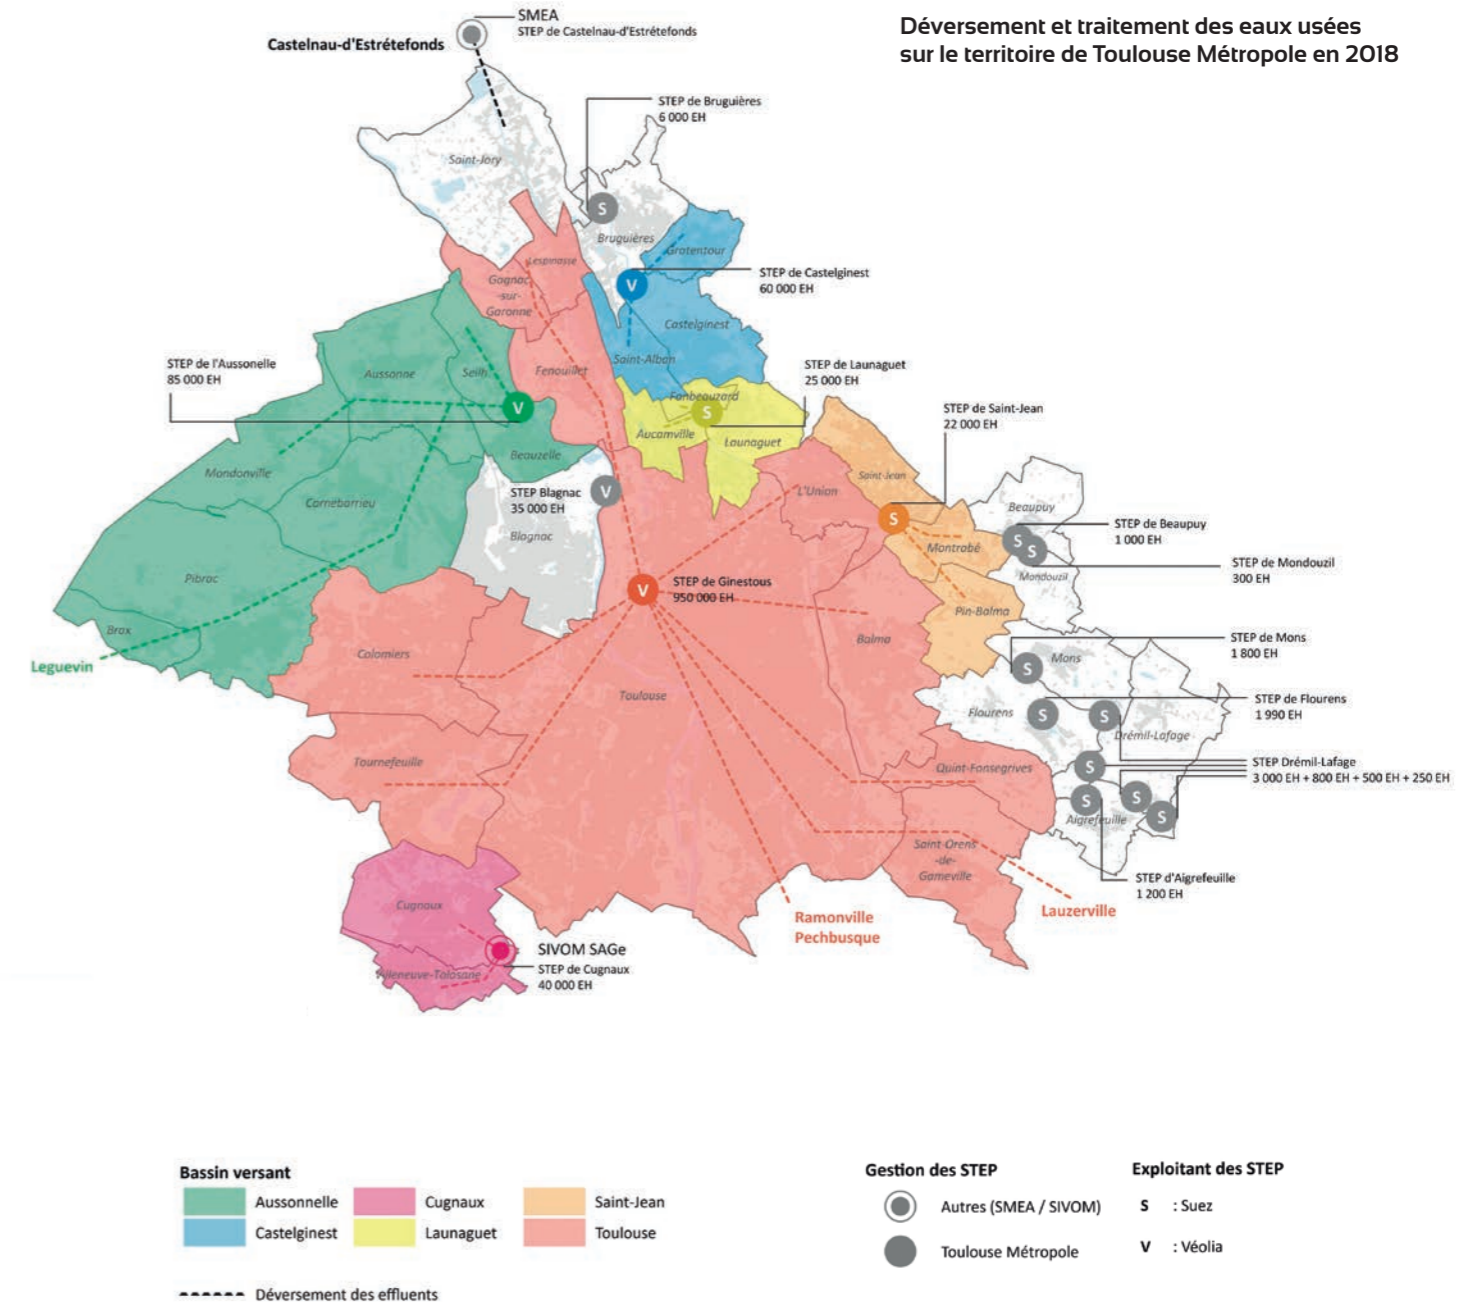 Déversement et traitement des eaux usées
sur le territoire de Toulouse Métropole en 2018
SMEA
STEP de Castelnau-d'Estrétefonds
Castelnau-d'Estrétefonds
STEP de Bruguières
6 000 EH
Saint-Jory
S
Bruguières
Gratentour
Lespinasse
STEP de Castelginest
60 000 EH
V
Gagnac
-sur-
Garonne
Castelginest
Saint-Alban
STEP de l'Aussonelle
85 000 EH
Aussonne
Seilh
Fenouillet
STEP de Launaguet
25 000 EH
Fonbeauzard
V
S
Aucamville
Launaguet
STEP de Saint-Jean
22 000 EH
Beauzelle
Mondonville
Cornebarrieu
STEP Blagnac
35 000 EH
V
Blagnac
L'Union
Saint-Jean
S
Beaupuy
STEP de Beaupuy
1 000 EH
S
S
Montrabé
STEP de Mondouzil
300 EH
Mondouzil
Pibrac
V
STEP de Ginestous
950 000 EH
Pin-Balma
Brax
Leguevin
Colomiers
Balma
STEP de Mons
1 800 EH
Mons
S
Toulouse
STEP de Flourens
1 990 EH
Flourens
S
S
Drémil-Lafage
Tournefeuille
Quint-Fonsegrives
S
STEP Drémil-Lafage
3 000 EH + 800 EH + 500 EH + 250 EH
S
S
S
Aigrefeuille
Saint-Orens
-de-
Gameville
STEP d'Aigrefeuille
1 200 EH
Cugnaux
Ramonville
Pechbusque
Lauzerville
SIVOM SAGe
STEP de Cugnaux
40 000 EH
Villeneuve-Tolosane
Bassin versant
Aussonnelle
Cugnaux
Saint-Jean
Castelginest
Launaguet
Toulouse
Déversement des effluents
Gestion des STEP
Autres (SMEA / SIVOM)
Toulouse Métropole
Exploitant des STEP
S : Suez
V : Véolia